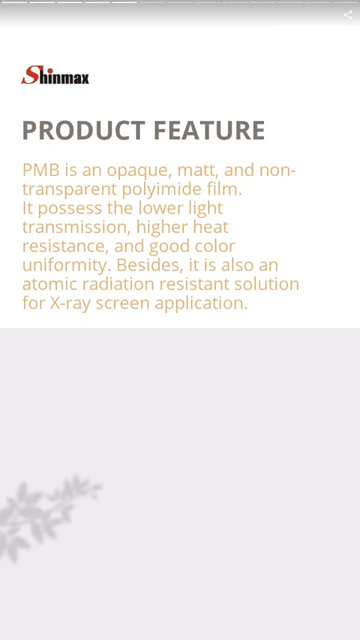 Shinmax
PRODUCT FEATURE
PMB is an opaque, matt, and non-
transparent polyimide film.
It possess the lower light
transmission, higher heat
resistance, and good color
uniformity. Besides, it is also an
atomic radiation resistant solution
for X-ray screen application.